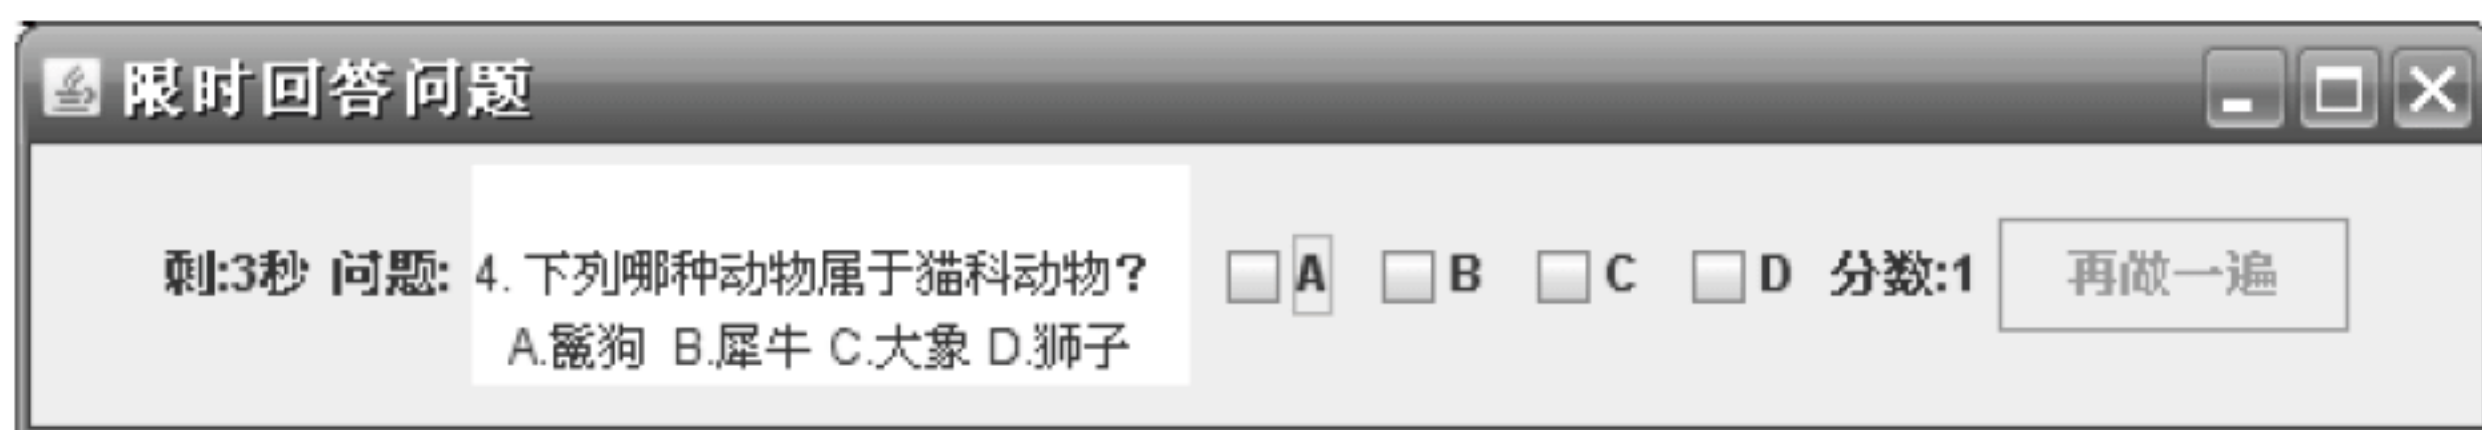 限时回答问题
剩:3秒 问题:
4. 下列哪种动物属于猫科动物?
A.鬣狗 B.犀牛 C.大象 D.狮子
A B C D 分数:1 再做一遍